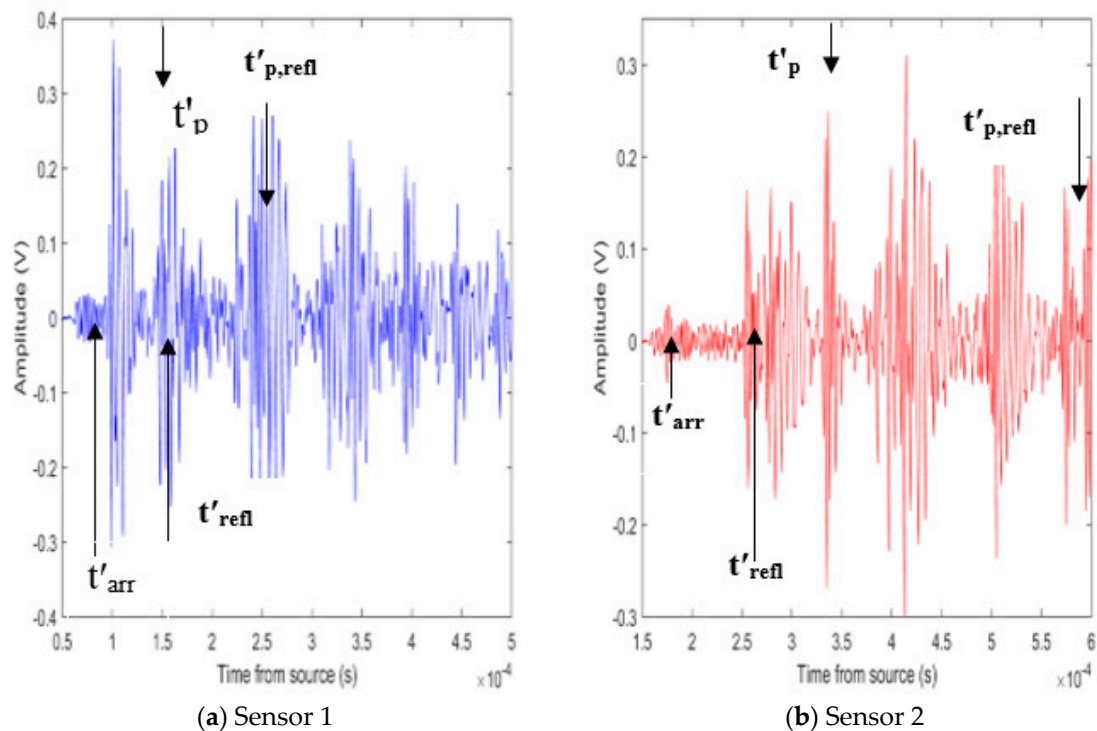 0.4
0.3
0.2
0.1
0
-0.1
-0.2
-0.3
-0.4
Amplitude (V)
t'p
t'p,refl
t'refl
t'arr
0.5
1
1.5
2
2.5
3
3.5
4
4.5
5
Time from source (s)
×10-4
(a) Sensor 1
0.3
0.2
0.1
0
-0.1
-0.2
-0.3
Amplitude (V)
t'p
t'p,refl
t'arr
t'refl
1.5
2
2.5
3
3.5
4
4.5
5
5.5
6
Time from source (s)
×10-4
(b) Sensor 2